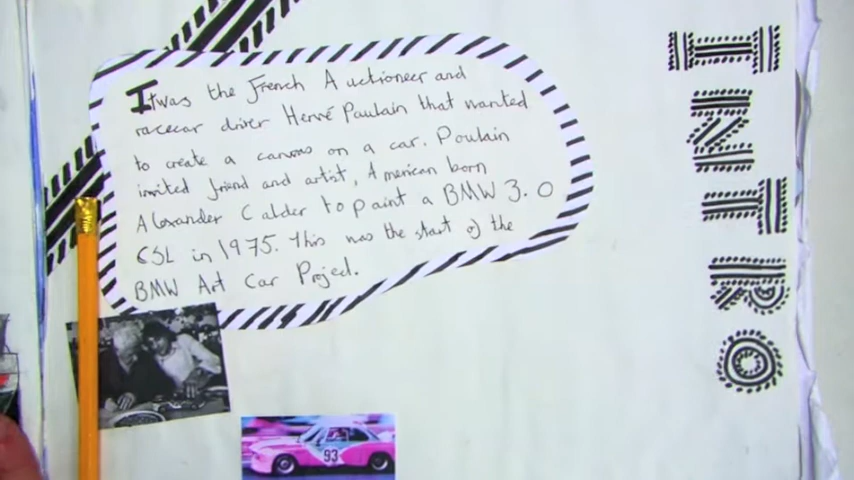 It was the French Auctioneer and
racecar driver Hervé Paulain that wanted
to create a canvas on a car. Poulain
invited friend and artist, American born
Alexander Calder to paint a BMW 3.0
CSL in 1975. This was the start of the
BMW Art Car Project.
INTRO
93